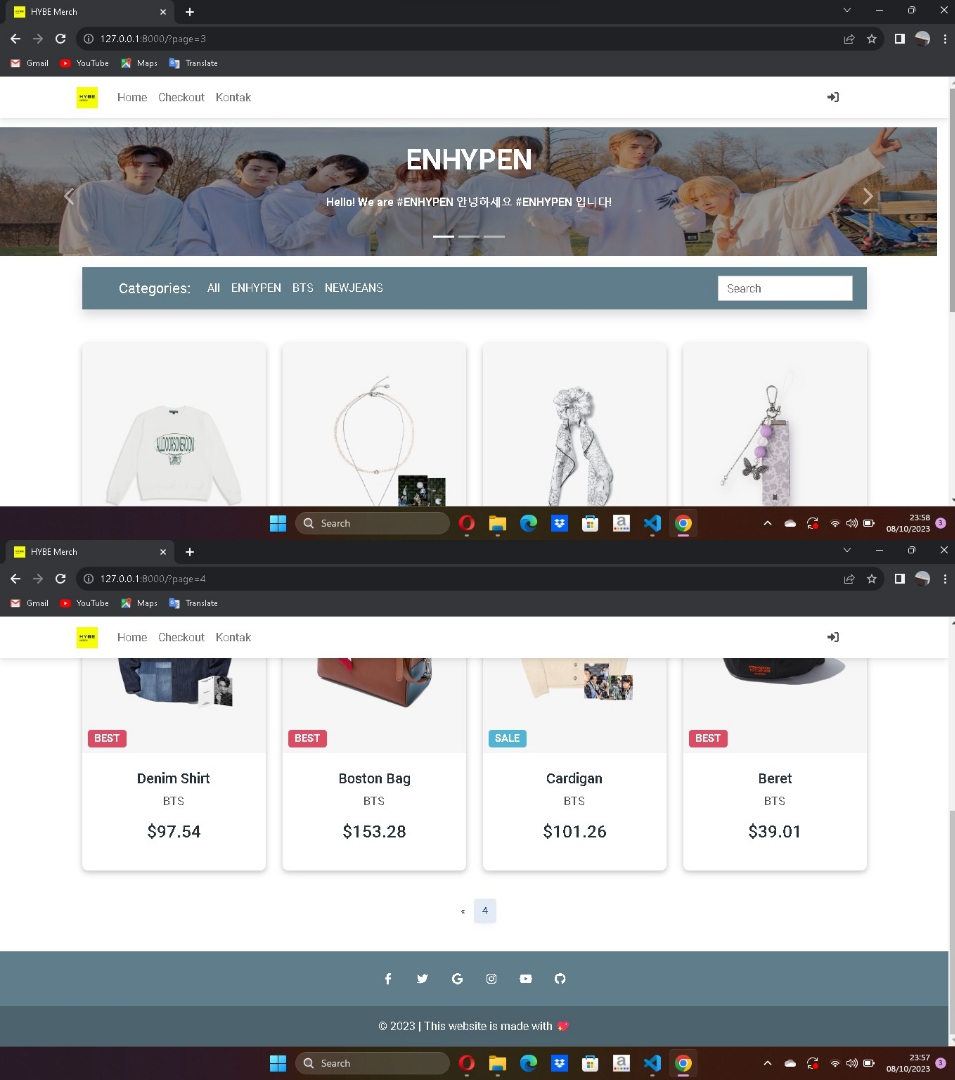 HYBE Merch
127.0.0.1:8000/?page=3
Gmail YouTube Maps Translate
HYBE
Home Checkout Kontak
ENHYPEN
Hello! We are #ENHYPEN 안녕하세요 #ENHYPEN 입니다!
Categories: All ENHYPEN BTS NEWJEANS Search
Search
23:58
08/10/2023
3
HYBE Merch
127.0.0.1:8000/?page=4
Gmail YouTube Maps Translate
HYBE
Home Checkout Kontak
BEST BEST SALE BEST
Denim Shirt Boston Bag Cardigan Beret
BTS BTS BTS BTS
$97.54 $153.28 $101.26 $39.01
« 4
© 2023 | This website is made with 💖
Search
23:57
08/10/2023
3